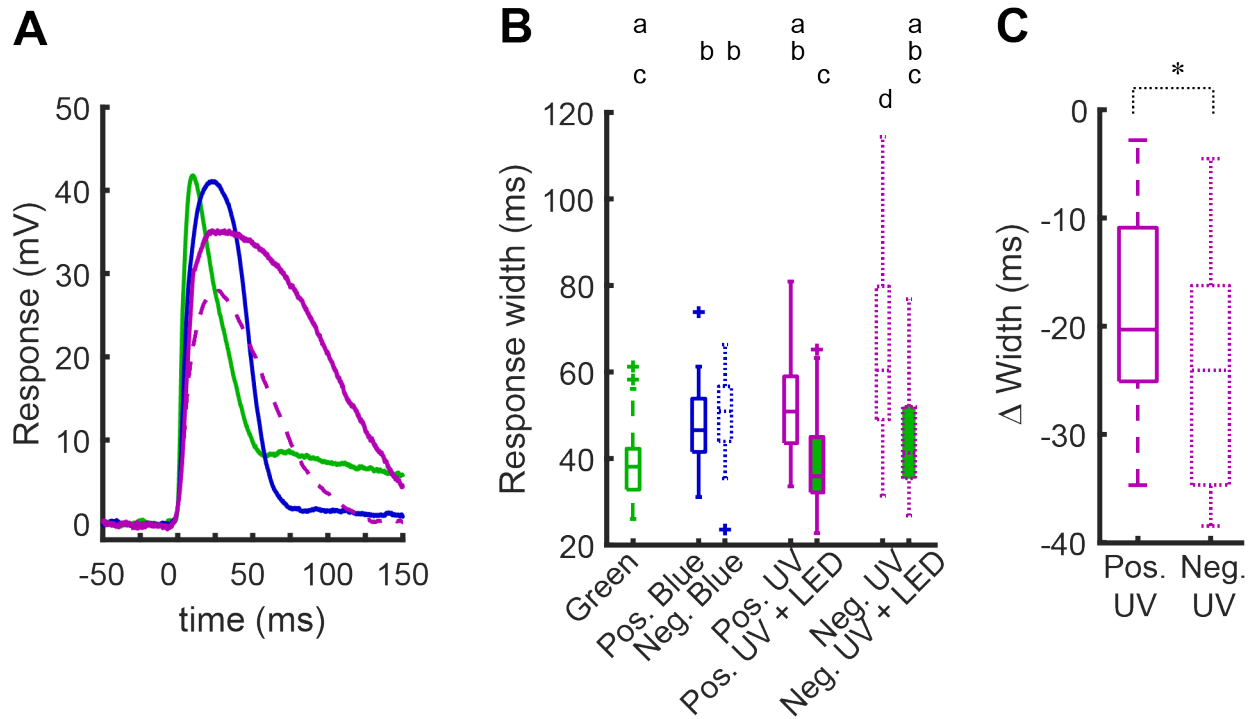 A
50
40
30
20
10
0
Response (mV)
-50 0 50 100 150
time (ms)
B
a a a
b b b b
c c c
d
120
100
80
60
40
20
Response width (ms)
Green
Pos. Blue
Neg. Blue
Pos. UV
Pos. UV + LED
Neg. UV
Neg. UV + LED
C
*
0
-10
-20
-30
-40
Δ Width (ms)
Pos. Neg.
UV UV